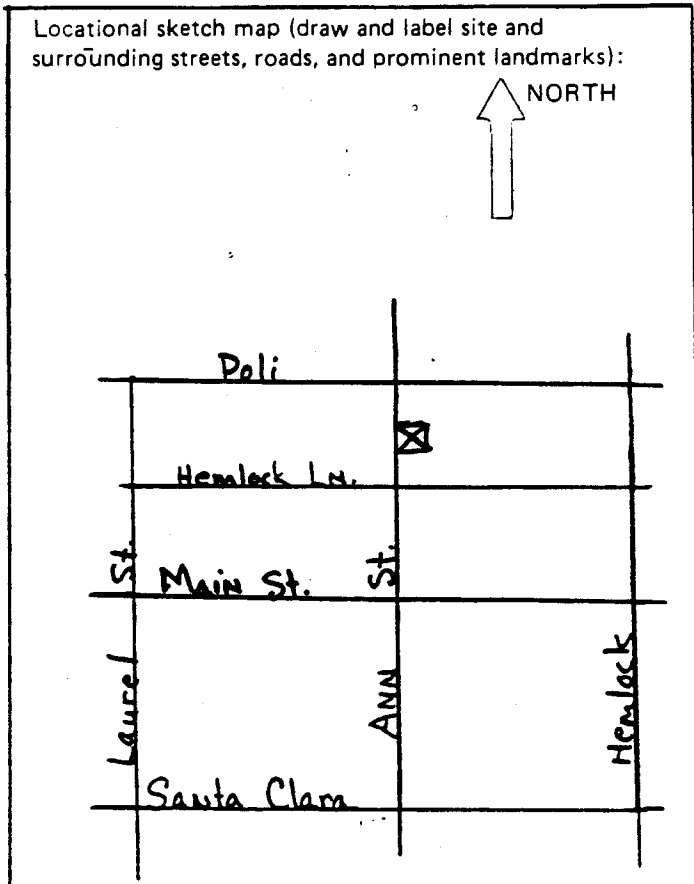 Locational sketch map (draw and label site and
surrounding streets, roads, and prominent landmarks):
NORTH
Poli
Hemlock Ln.
Main St.
Laurel St.
Ann St.
Hemlock
Santa Clara